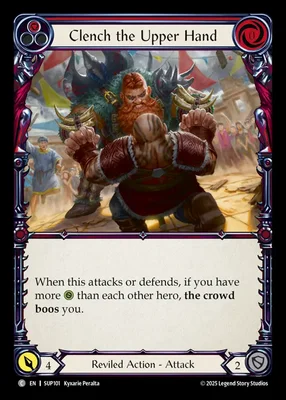 Clench the Upper Hand
When this attacks or defends, if you have
more than each other hero, the crowd
boos you.
4
Reviled Action - Attack
2
C EN | SUP101 Kyxarie Peralta
© 2025 Legend Story Studios